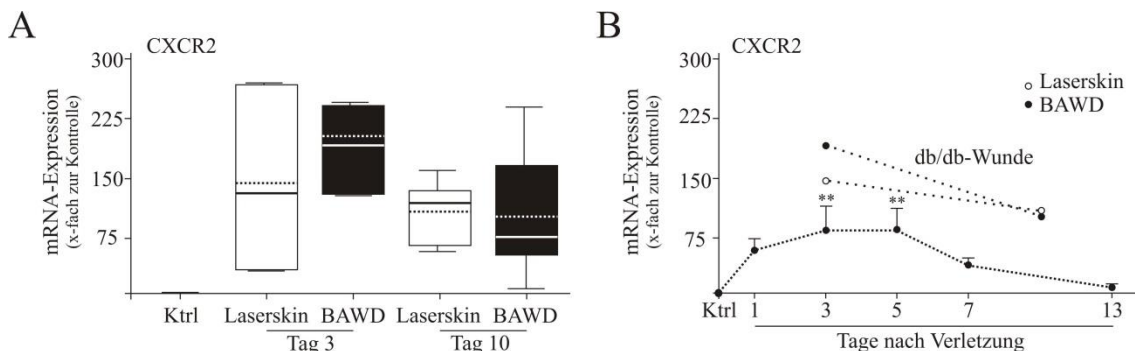 A
CXCR2
mRNA-Expression
(x-fach zur Kontrolle)
300
225
150
75
Ktrl Laserskin BAWD Laserskin BAWD
Tag 3 Tag 10
B
CXCR2
mRNA-Expression
(x-fach zur Kontrolle)
300
225
150
75
Laserskin
BAWD
db/db-Wunde
** **
Ktrl 1 3 5 7 13
Tage nach Verletzung